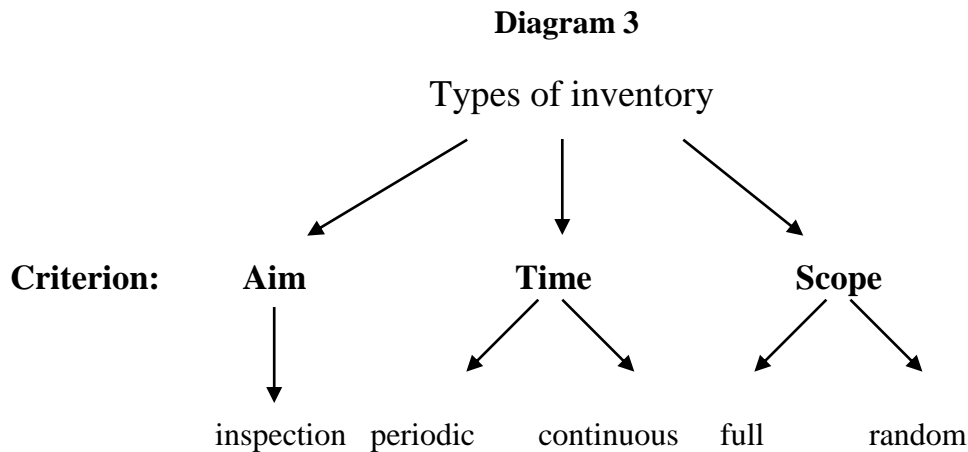 Diagram 3
Types of inventory
Criterion: Aim Time Scope
inspection periodic continuous full random